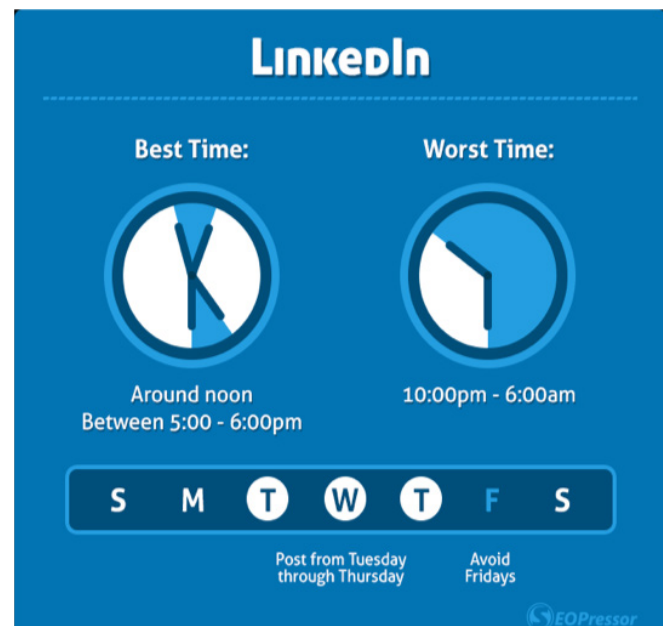 LinkedIn
Best Time:
Worst Time:
Around noon
Between 5:00 - 6:00pm
10:00pm - 6:00am
S M T W T F S
Post from Tuesday
through Thursday
Avoid
Fridays
SEOPressor